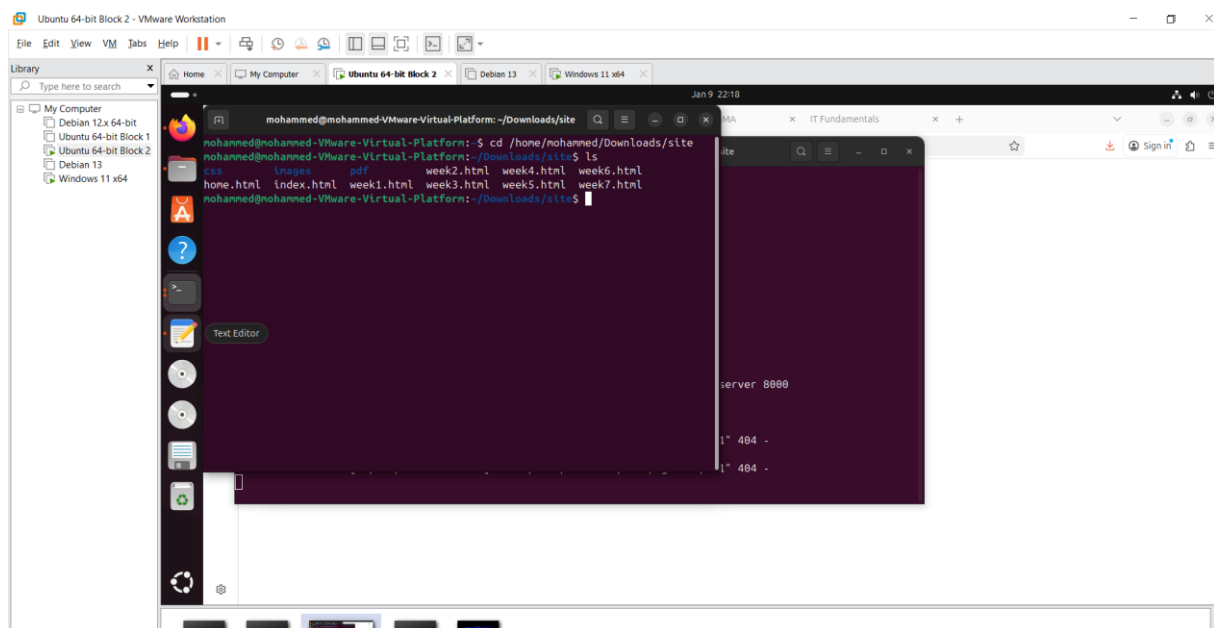 Ubuntu 64-bit Block 2 - VMware Workstation
File Edit View VM Tabs Help
Library
Type here to search
My Computer
Debian 12.x 64-bit
Ubuntu 64-bit Block 1
Ubuntu 64-bit Block 2
Debian 13
Windows 11 x64
Home
My Computer
Ubuntu 64-bit Block 2
Debian 13
Windows 11 x64
Jan 9 22:18
mohammed@mohammed-VMware-Virtual-Platform: ~/Downloads/site
mohammed@mohammed-VMware-Virtual-Platform:~$ cd /home/mohammed/Downloads/site
mohammed@mohammed-VMware-Virtual-Platform:~/Downloads/site$ ls
css images pdf week2.html week4.html week6.html
home.html index.html week1.html week3.html week5.html week7.html
mohammed@mohammed-VMware-Virtual-Platform:~/Downloads/site$
Text Editor
MA
IT Fundamentals
Sign in
server 8000
1" 404 -
1" 404 -